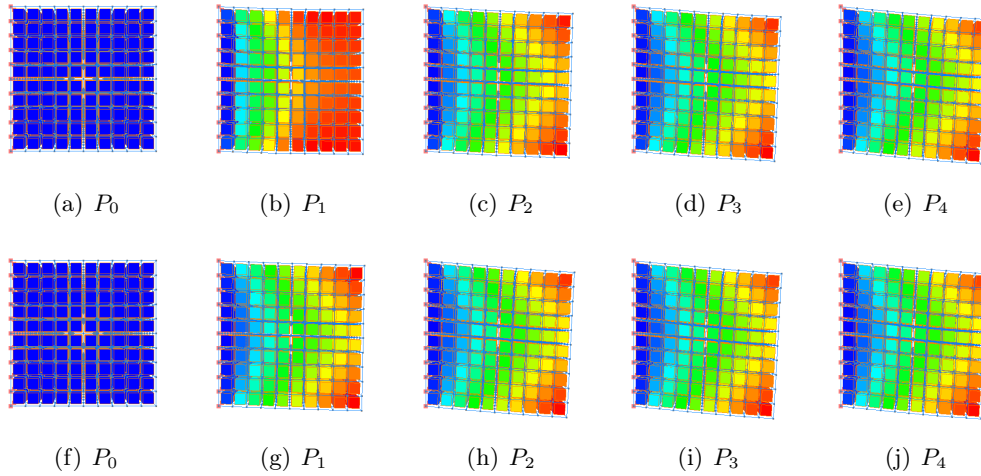 (a) P₀ (b) P₁ (c) P₂ (d) P₃ (e) P₄
(f) P₀ (g) P₁ (h) P₂ (i) P₃ (j) P₄